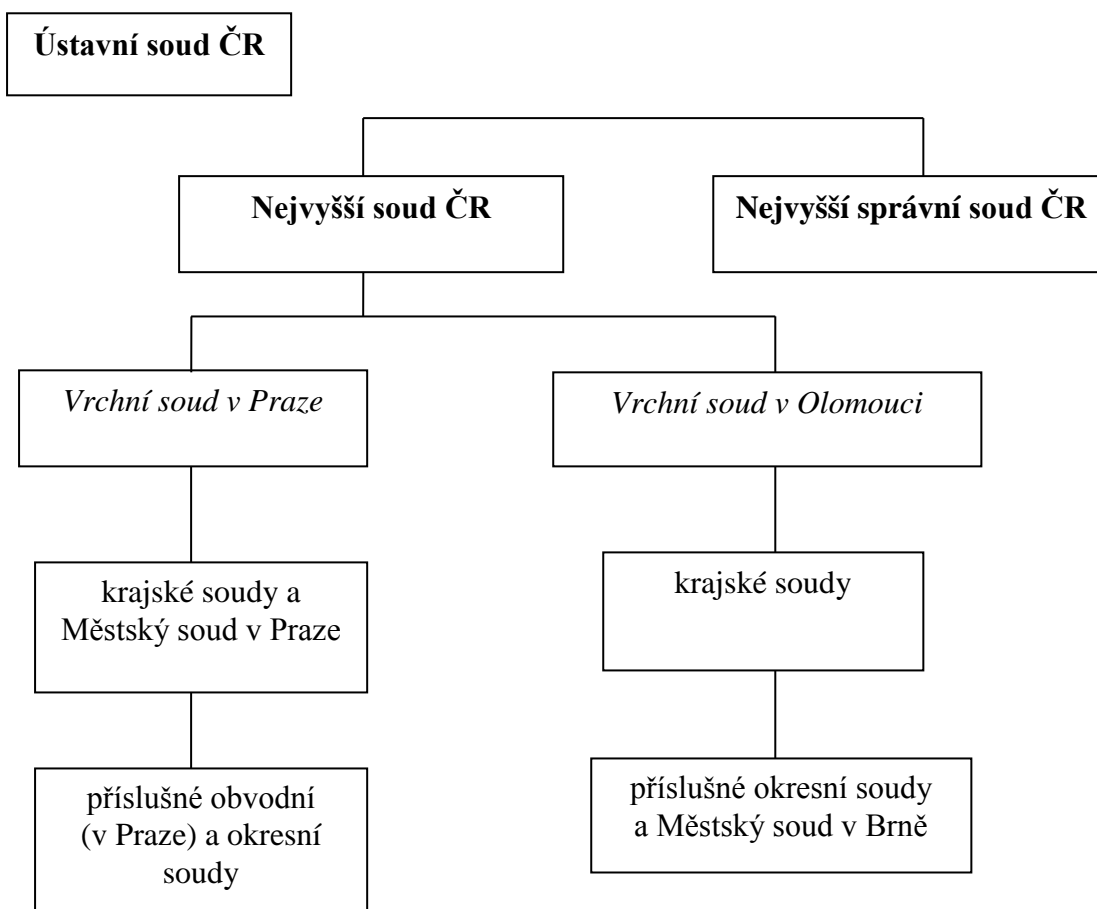 Ústavní soud ČR
Nejvyšší soud ČR
Nejvyšší správní soud ČR
Vrchní soud v Praze
Vrchní soud v Olomouci
krajské soudy a
Městský soud v Praze
krajské soudy
příslušné obvodní
(v Praze) a okresní
soudy
příslušné okresní soudy
a Městský soud v Brně